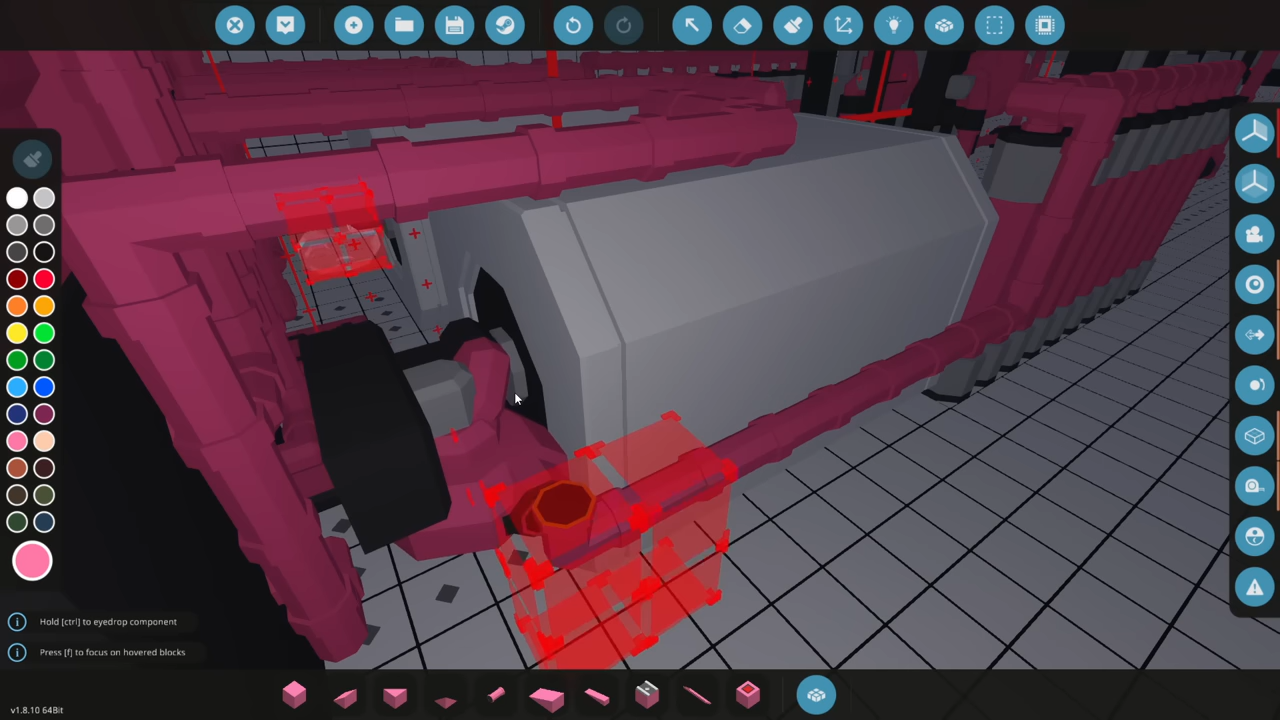 Hold [ctrl] to eyedrop component
Press [f] to focus on hovered blocks
v1.8.10 64Bit